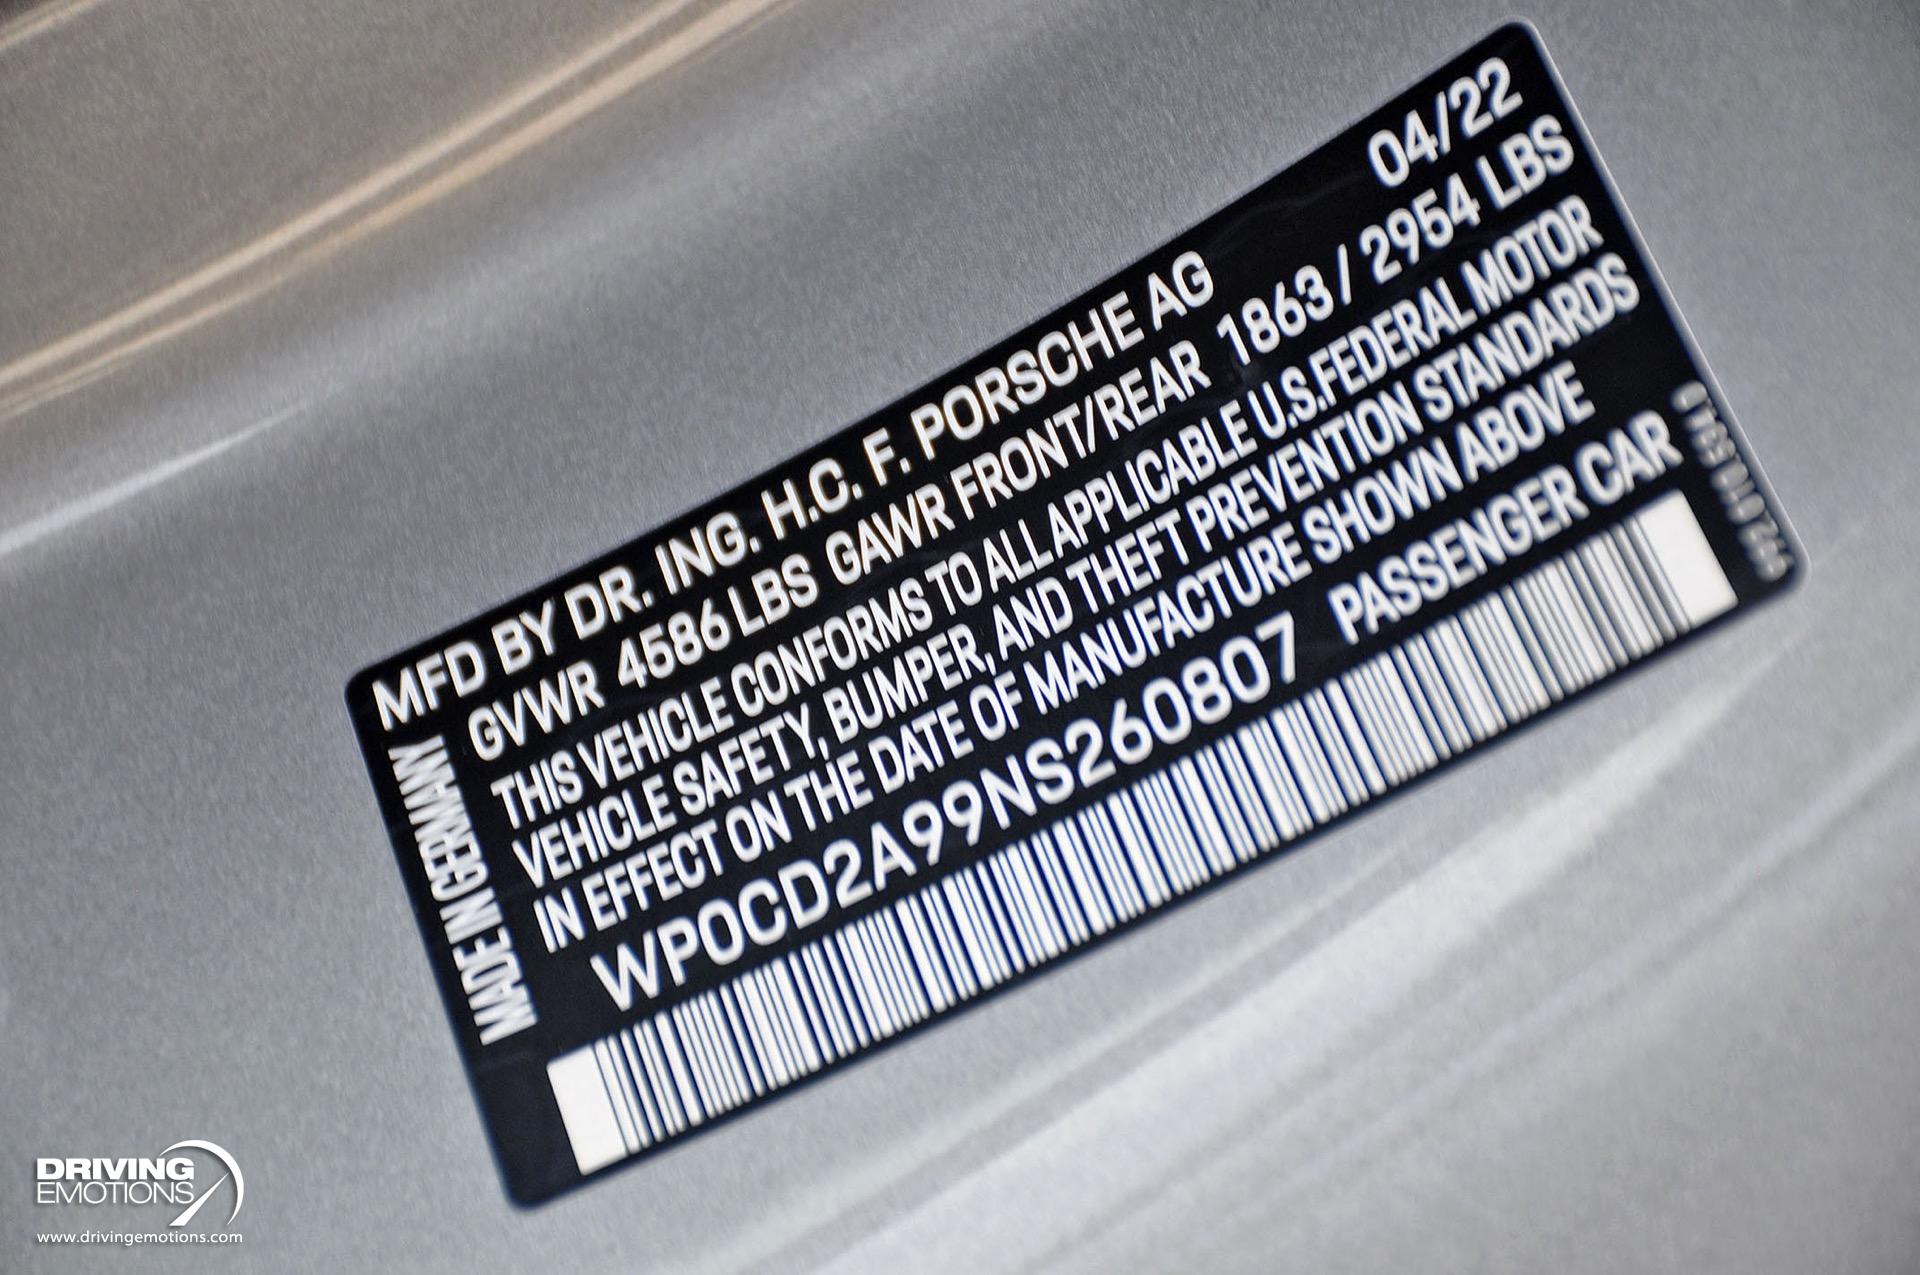 MFD BY DR. ING. H.C. F. PORSCHE AG 04/22
GVWR 4586 LBS GAWR FRONT/REAR 1863 / 2954 LBS
THIS VEHICLE CONFORMS TO ALL APPLICABLE U.S.FEDERAL MOTOR
VEHICLE SAFETY, BUMPER, AND THEFT PREVENTION STANDARDS
IN EFFECT ON THE DATE OF MANUFACTURE SHOWN ABOVE
WP0CD2A99NS260807 PASSENGER CAR
MADE IN GERMANY
DRIVING
EMOTIONS
www.drivingemotions.com